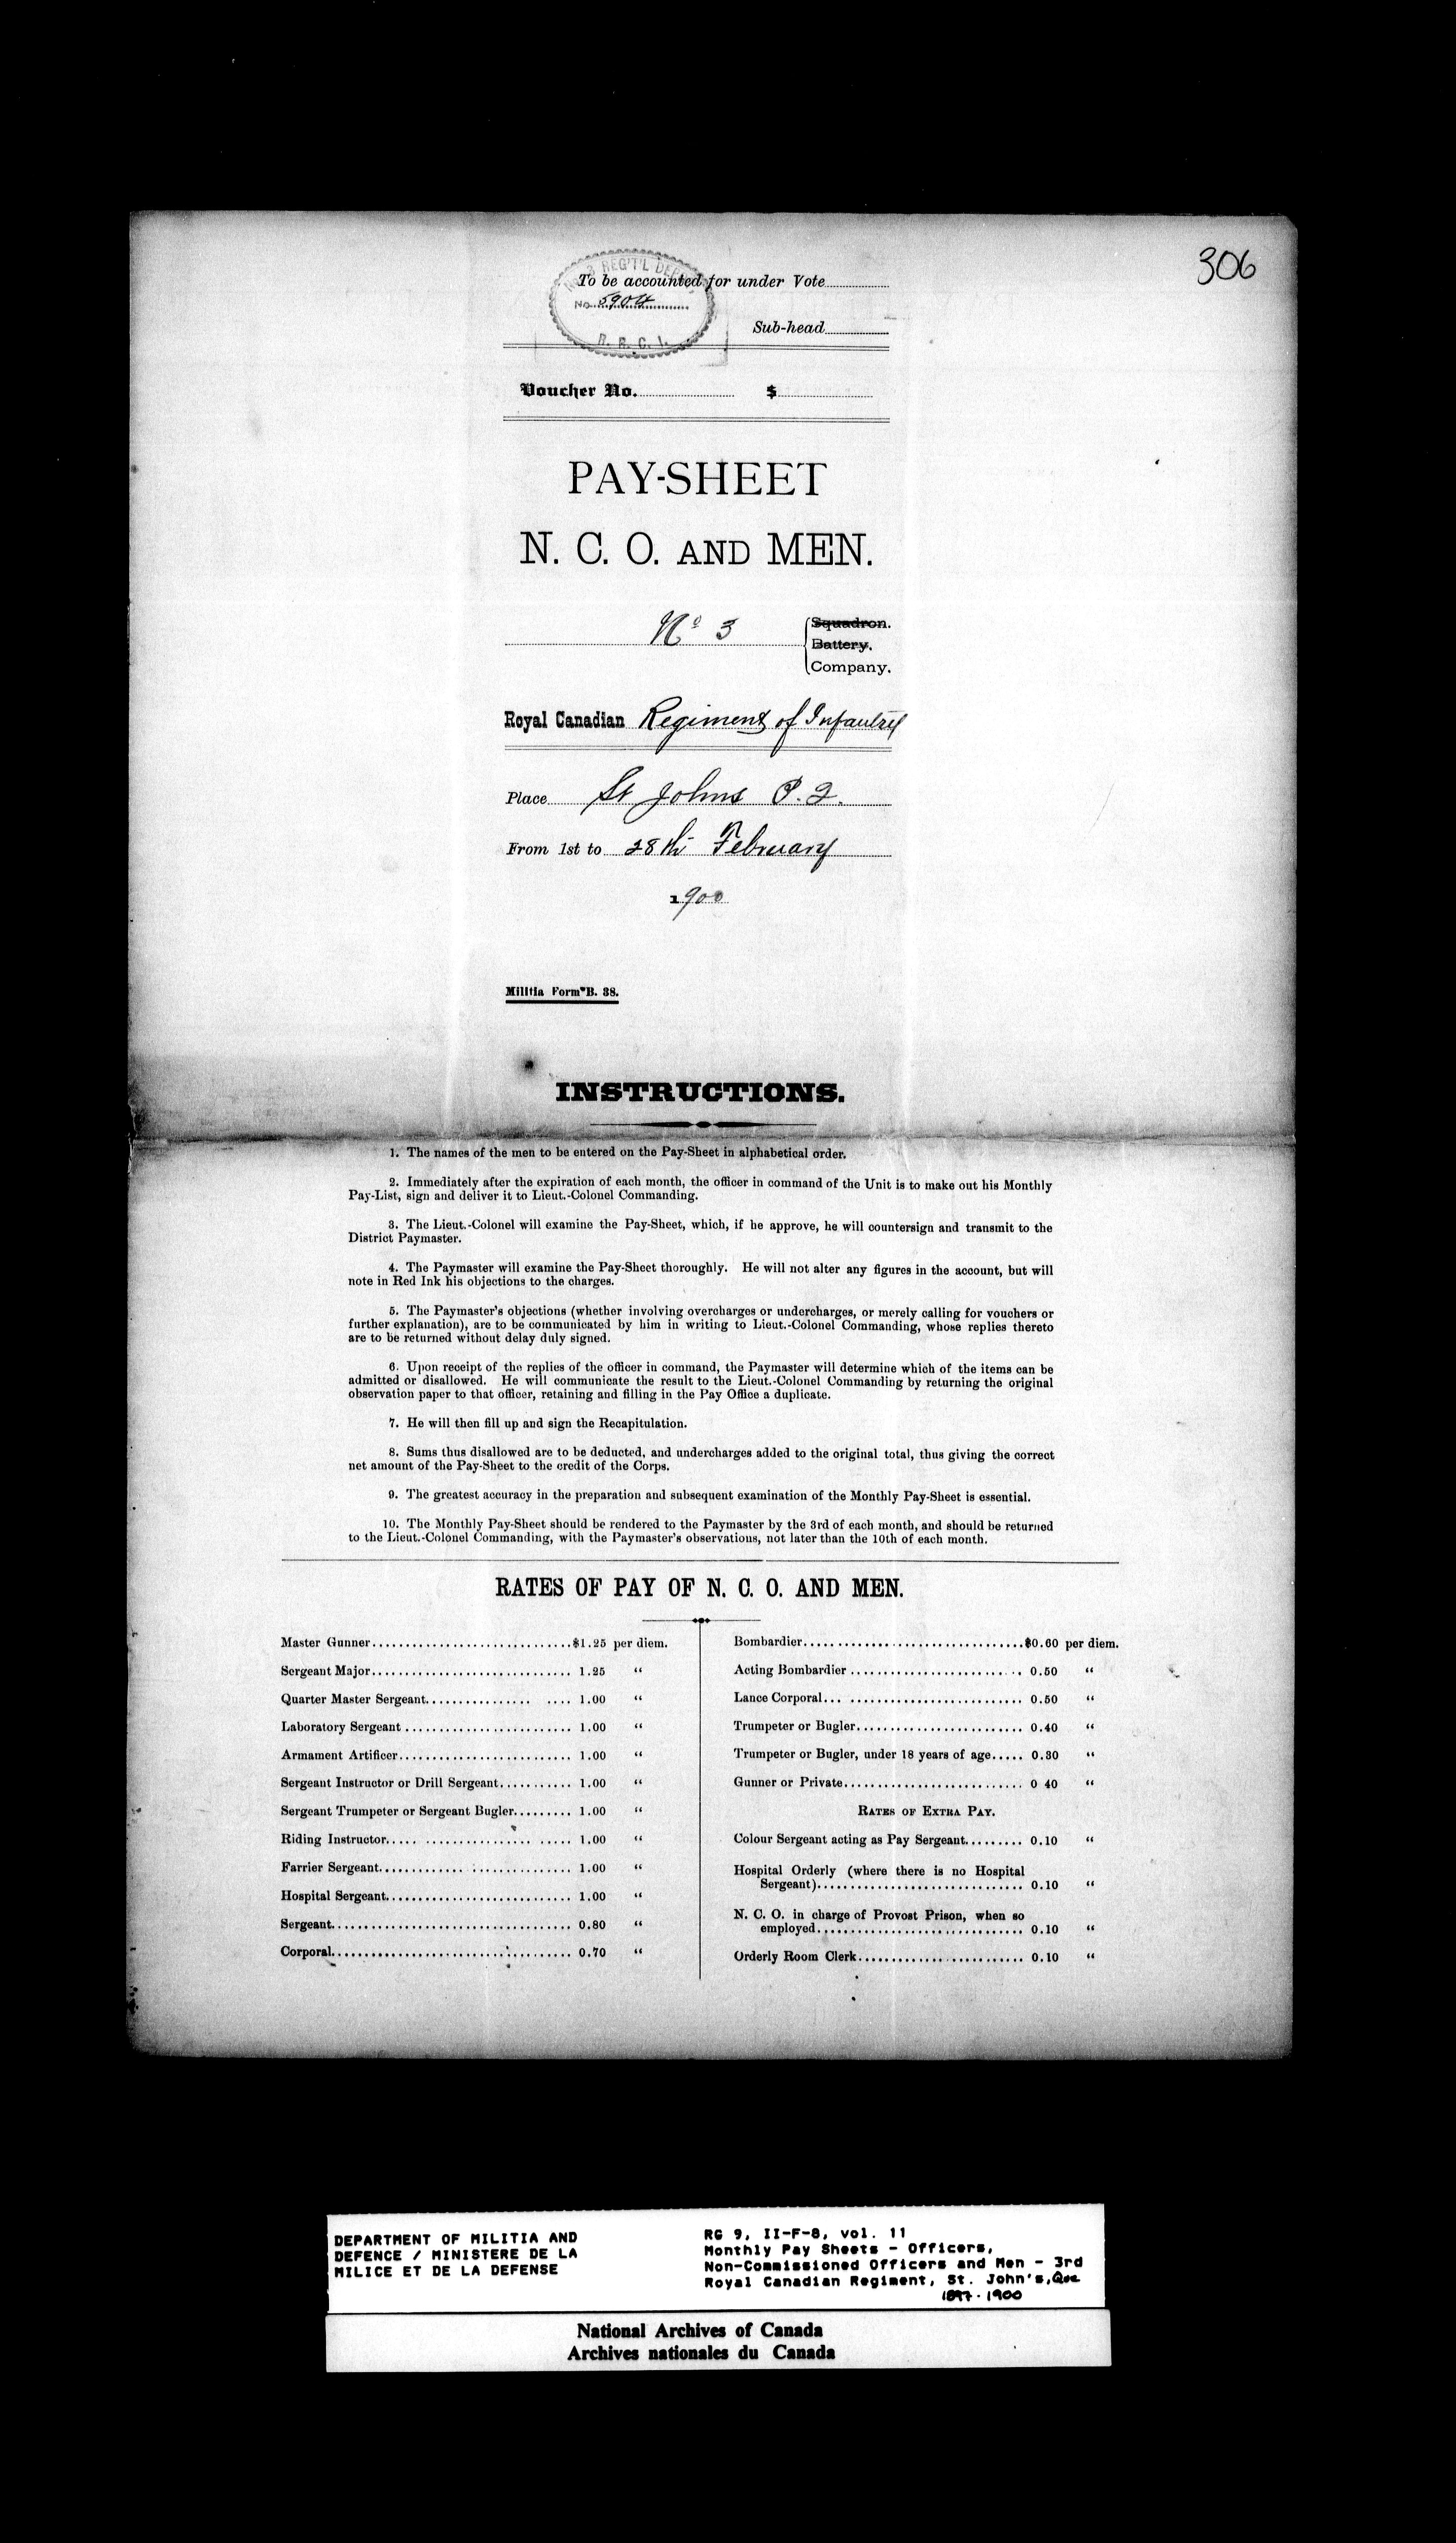 306
No. 3 REG'T'L DEPOT
To be accounted for under Vote
No. 5904
Sub-head
R. R. C. I.
Voucher No. $
PAY-SHEET
N. C. O. AND MEN.
No 3
Squadron.
Battery.
Company.
Royal Canadian Regiment of Infantry
Place St Johns P. Q.
From 1st to 28th February
1900
Militia Form B. 38.
INSTRUCTIONS.
1. The names of the men to be entered on the Pay-Sheet in alphabetical order.
2. Immediately after the expiration of each month, the officer in command of the Unit is to make out his Monthly
Pay-List, sign and deliver it to Lieut.-Colonel Commanding.
3. The Lieut.-Colonel will examine the Pay-Sheet, which, if he approve, he will countersign and transmit to the
District Paymaster.
4. The Paymaster will examine the Pay-Sheet thoroughly. He will not alter any figures in the account, but will
note in Red Ink his objections to the charges.
5. The Paymaster's objections (whether involving overcharges or undercharges, or merely calling for vouchers or
further explanation), are to be communicated by him in writing to Lieut.-Colonel Commanding, whose replies thereto
are to be returned without delay duly signed.
6. Upon receipt of the replies of the officer in command, the Paymaster will determine which of the items can be
admitted or disallowed. He will communicate the result to the Lieut.-Colonel Commanding by returning the original
observation paper to that officer, retaining and filling in the Pay Office a duplicate.
7. He will then fill up and sign the Recapitulation.
8. Sums thus disallowed are to be deducted, and undercharges added to the original total, thus giving the correct
net amount of the Pay-Sheet to the credit of the Corps.
9. The greatest accuracy in the preparation and subsequent examination of the Monthly Pay-Sheet is essential.
10. The Monthly Pay-Sheet should be rendered to the Paymaster by the 3rd of each month, and should be returned
to the Lieut.-Colonel Commanding, with the Paymaster's observations, not later than the 10th of each month.
RATES OF PAY OF N. C. O. AND MEN.
Master Gunner $1.25 per diem.
Sergeant Major 1.25 "
Quarter Master Sergeant 1.00 "
Laboratory Sergeant 1.00 "
Armament Artificer 1.00 "
Sergeant Instructor or Drill Sergeant 1.00 "
Sergeant Trumpeter or Sergeant Bugler 1.00 "
Riding Instructor 1.00 "
Farrier Sergeant 1.00 "
Hospital Sergeant 1.00 "
Sergeant 0.80 "
Corporal 0.70 "
Bombardier $0.60 per diem.
Acting Bombardier 0.50 "
Lance Corporal 0.50 "
Trumpeter or Bugler 0.40 "
Trumpeter or Bugler, under 18 years of age 0.30 "
Gunner or Private 0 40 "
RATES OF EXTRA PAY.
Colour Sergeant acting as Pay Sergeant 0.10 "
Hospital Orderly (where there is no Hospital
Sergeant) 0.10 "
N. C. O. in charge of Provost Prison, when so
employed 0.10 "
Orderly Room Clerk 0.10 "
DEPARTMENT OF MILITIA AND
DEFENCE / MINISTERE DE LA
MILICE ET DE LA DEFENSE
RG 9, II-F-8, vol. 11
Monthly Pay Sheets - Officers,
Non-Commissioned Officers and Men - 3rd
Royal Canadian Regiment, St. John's, Que
1897-1900
National Archives of Canada
Archives nationales du Canada